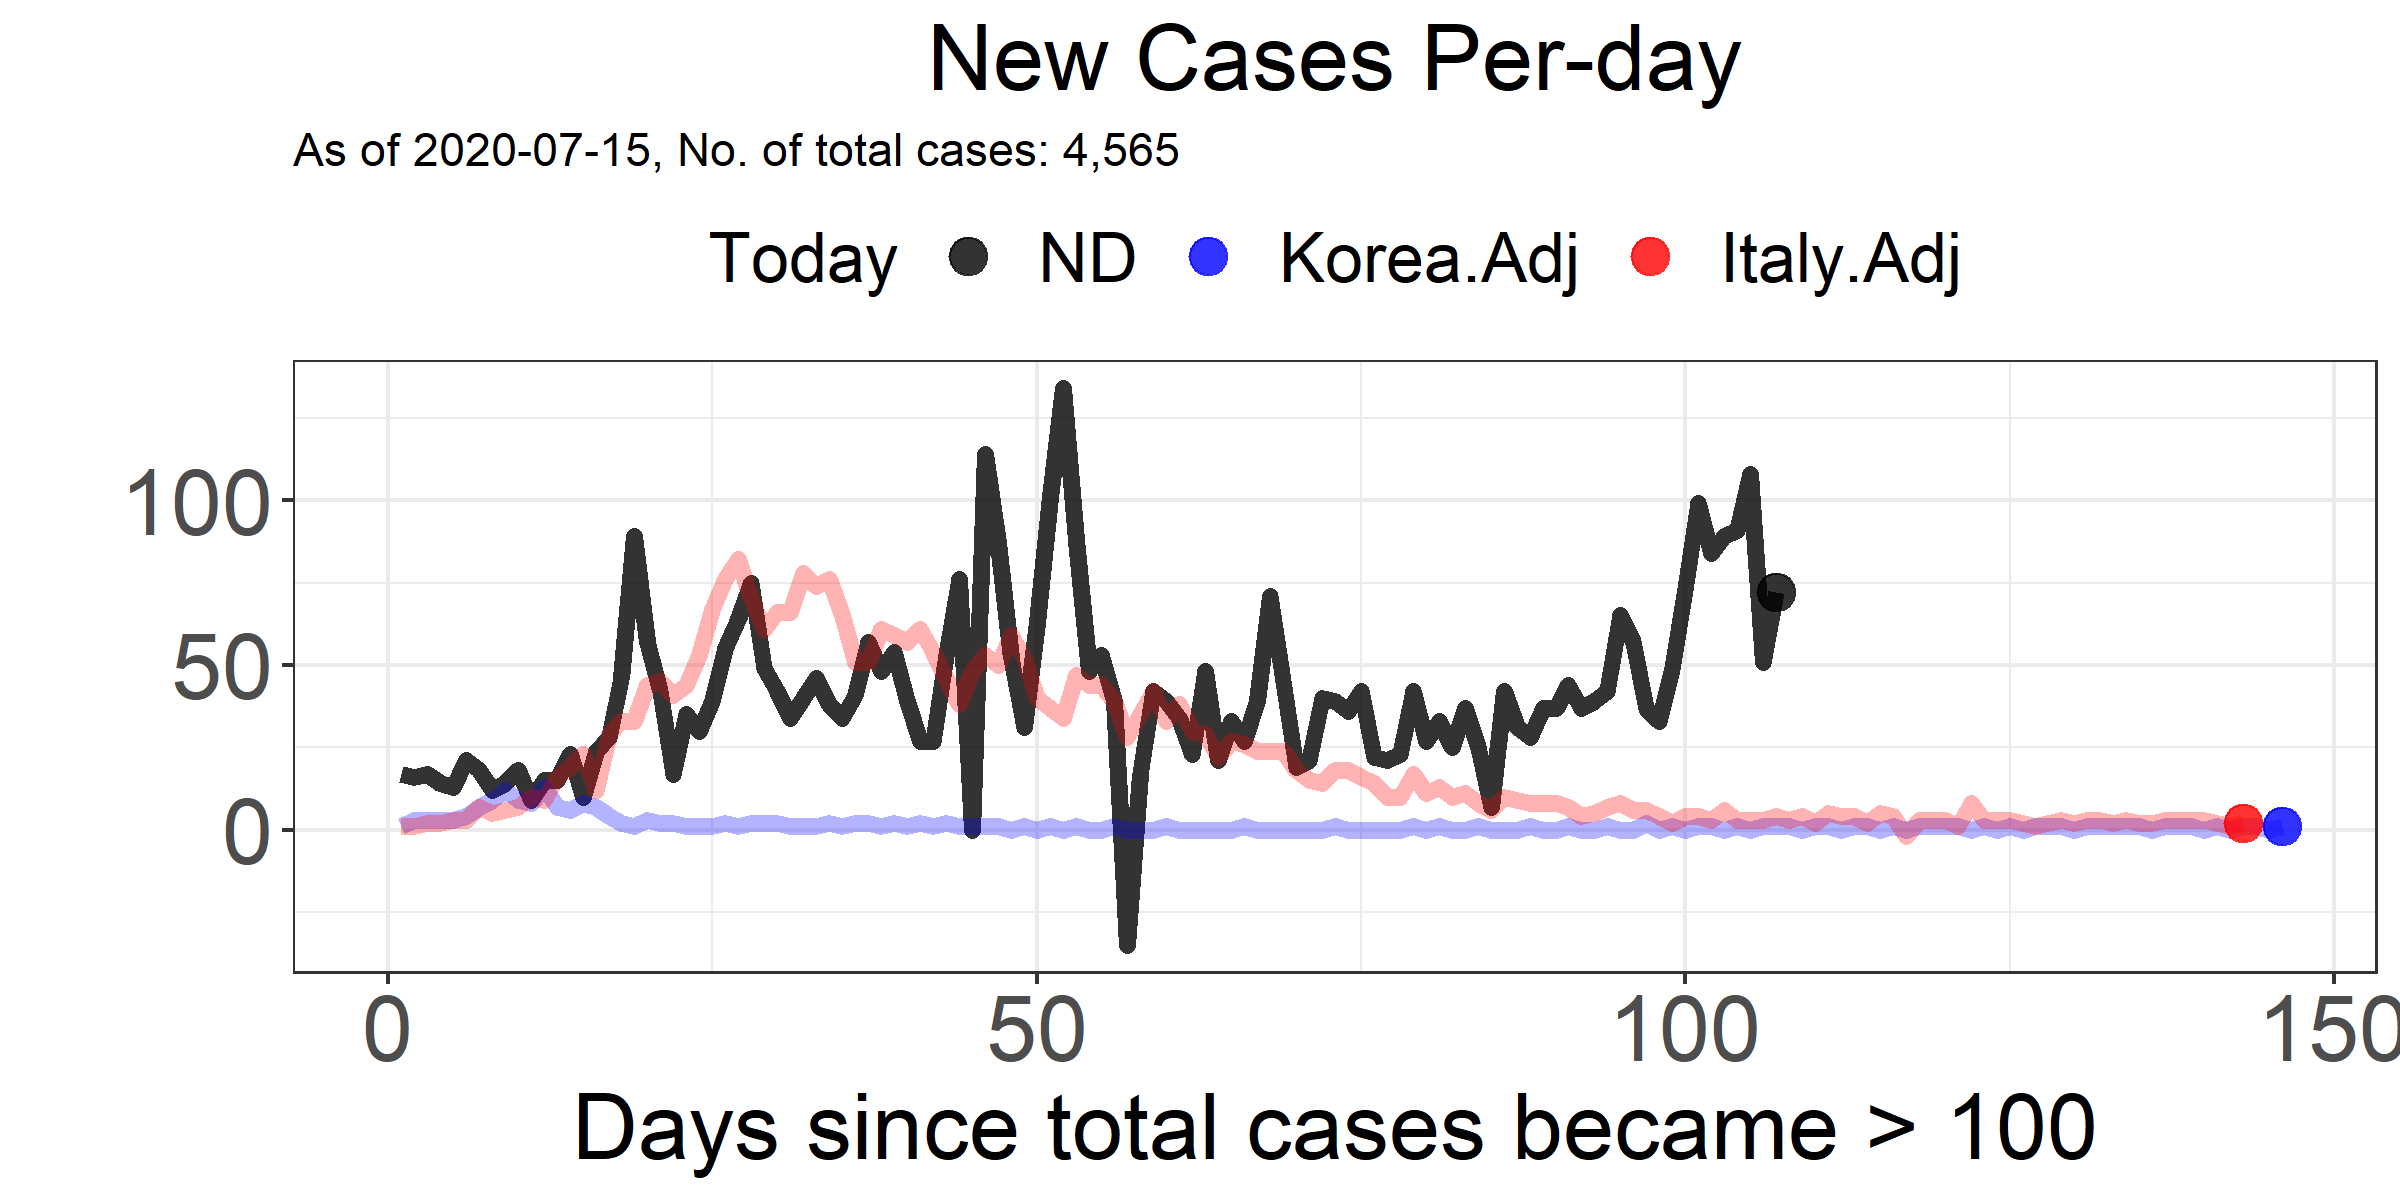 New Cases Per-day
As of 2020-07-15, No. of total cases: 4,565
Today ND Korea.Adj Italy.Adj
100
50
0
0 50 100 150
Days since total cases became > 100